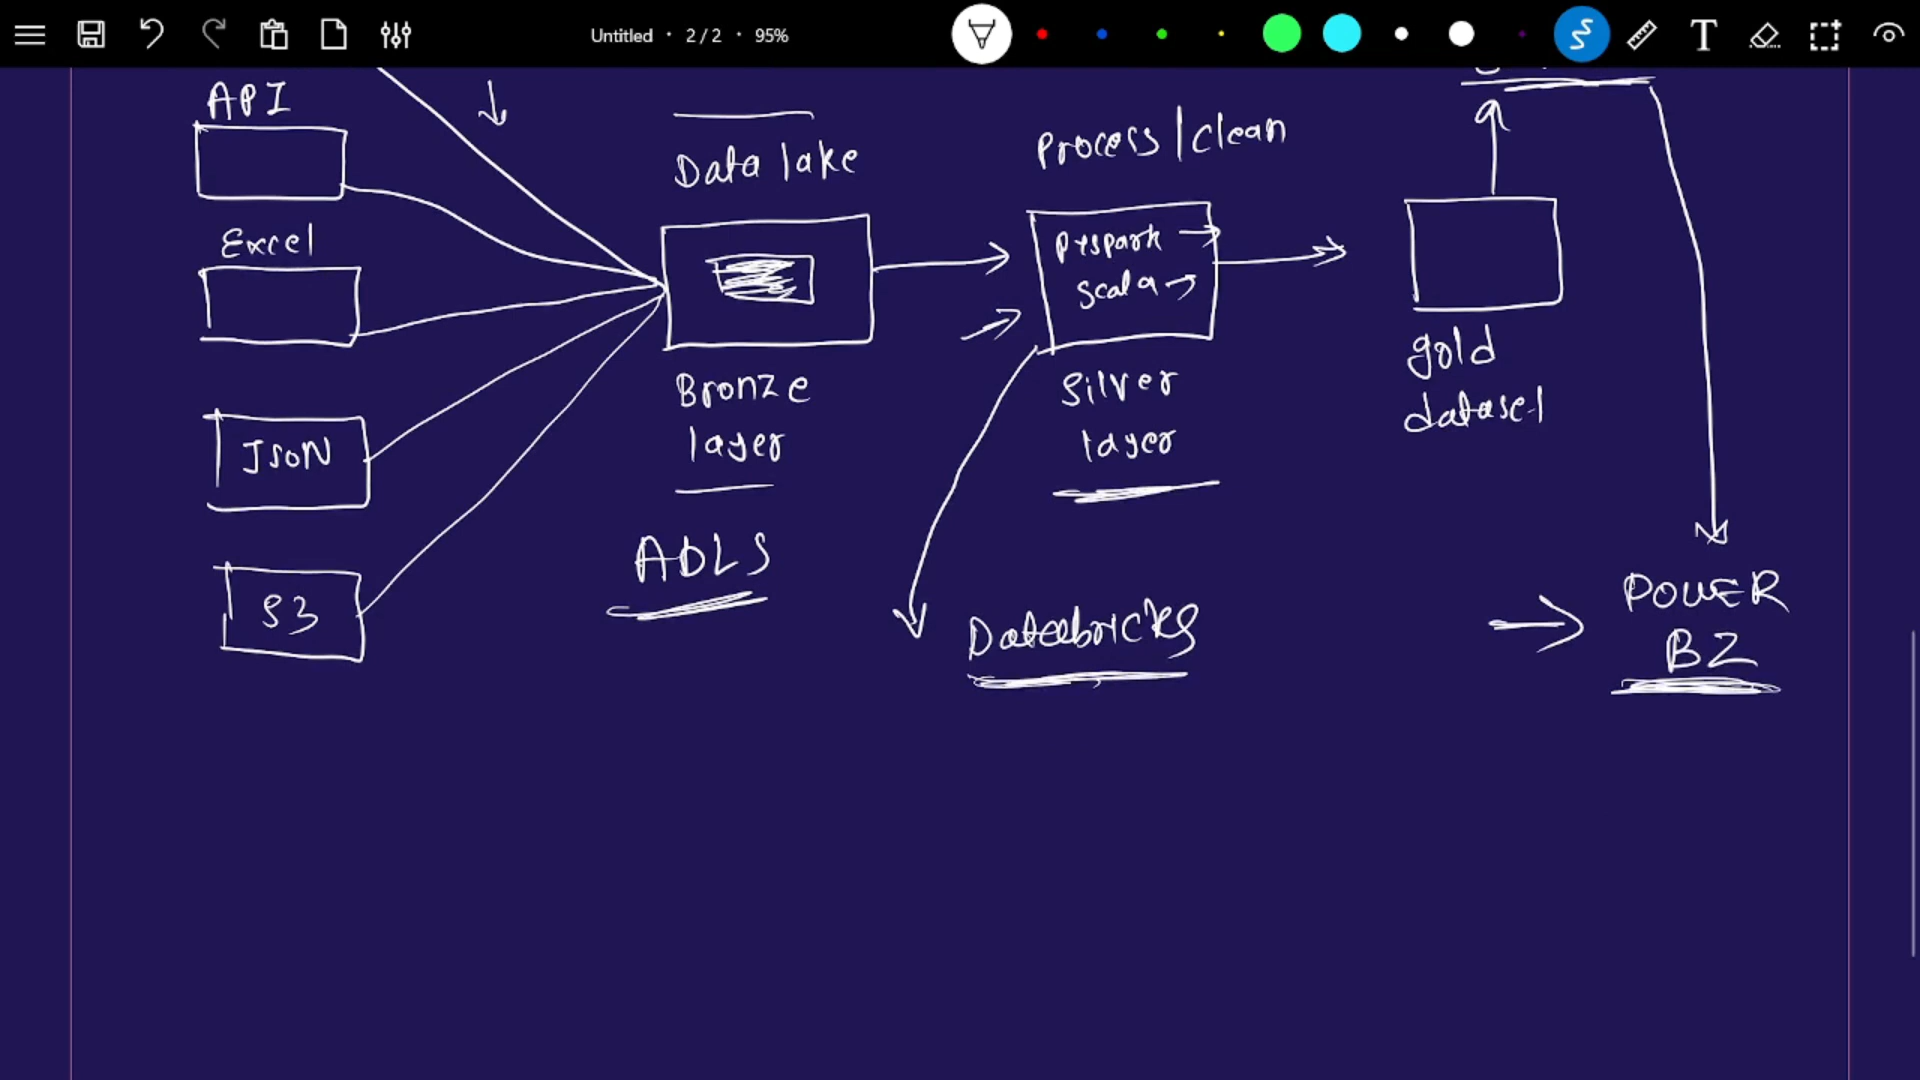 Untitled • 2 / 2 • 95%
API
Excel
JSON
S3
Data lake
Bronze
layer
ADLS
Process/clean
Pyspark
Scala
Silver
layer
Databricks
gold
dataset
POWER
BI